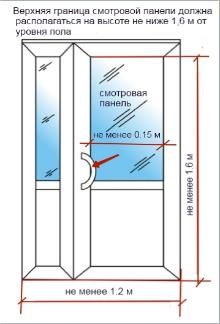 Верхняя граница смотровой панели должна
располагаться на высоте не ниже 1,6 м от
уровня пола
смотровая
панель
не менее 0.15 м
не менее 1.6 м
не менее 1.2 м